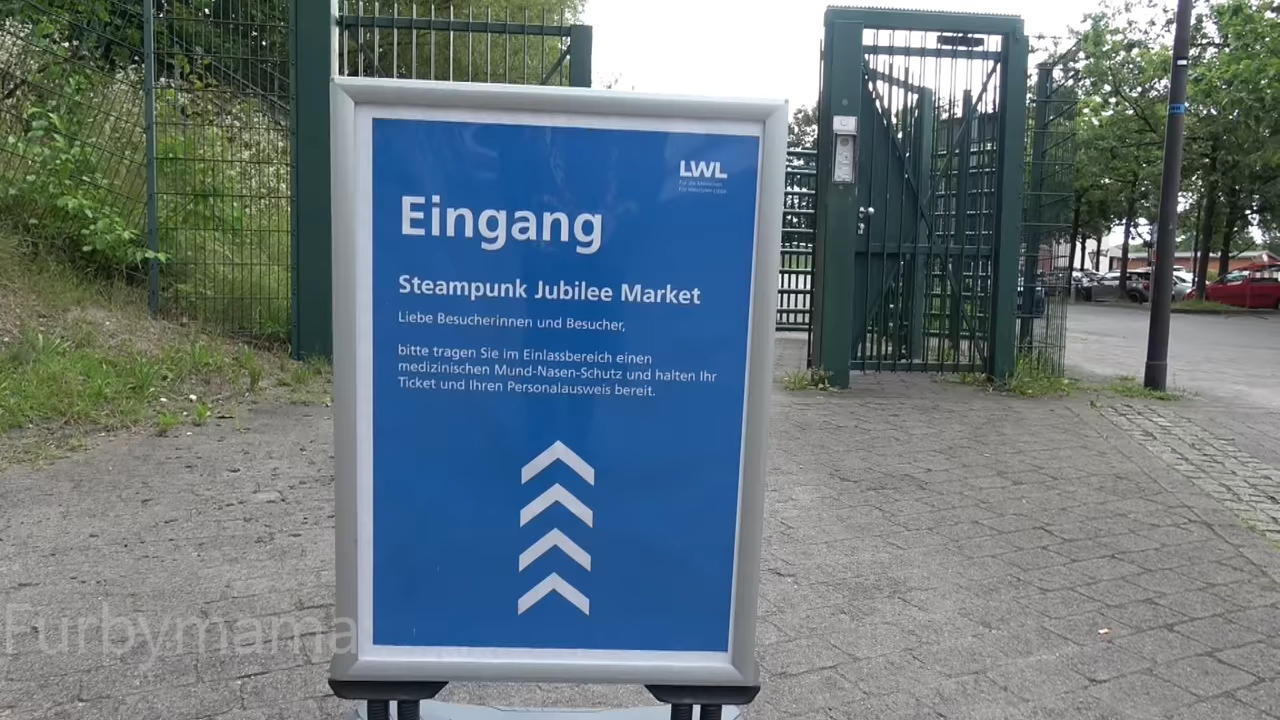 LWL
Für die Menschen
Für Westfalen-Lippe
Eingang
Steampunk Jubilee Market
Liebe Besucherinnen und Besucher,
bitte tragen Sie im Einlassbereich einen
medizinischen Mund-Nasen-Schutz und halten Ihr
Ticket und Ihren Personalausweis bereit.
Furbymama